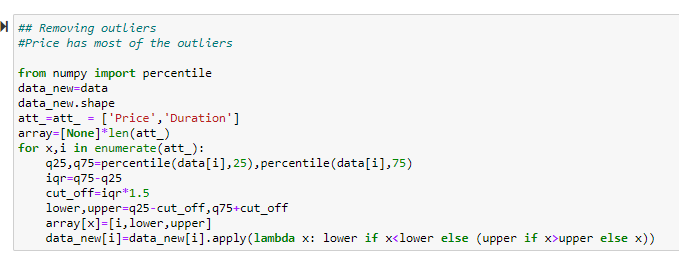 ## Removing outliers
#Price has most of the outliers
from numpy import percentile
data_new=data
data_new.shape
att_=att_ = ['Price','Duration']
array=[None]*len(att_)
for x,i in enumerate(att_):
    q25,q75=percentile(data[i],25),percentile(data[i],75)
    iqr=q75-q25
    cut_off=iqr*1.5
    lower,upper=q25-cut_off,q75+cut_off
    array[x]=[i,lower,upper]
    data_new[i]=data_new[i].apply(lambda x: lower if x<lower else (upper if x>upper else x))